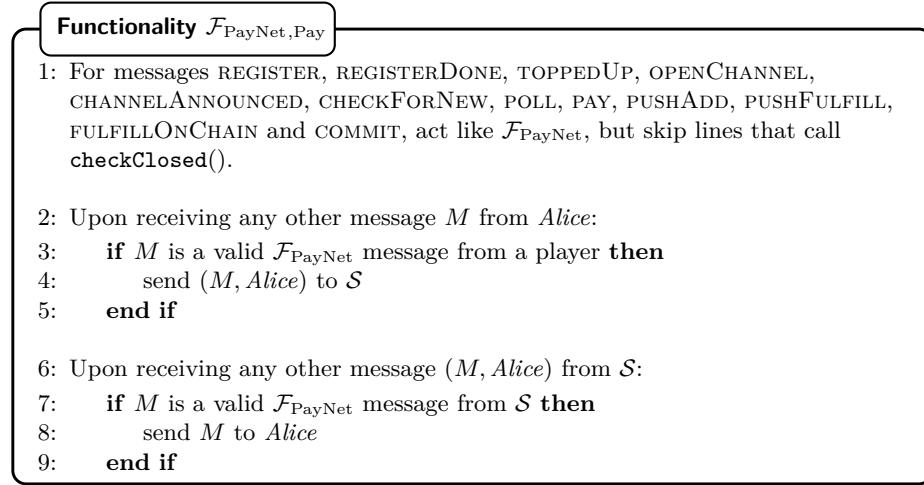 Functionality F_PayNet,Pay
1: For messages REGISTER, REGISTERDONE, TOPPEDUP, OPENCHANNEL,
CHANNELANNOUNCED, CHECKFORNEW, POLL, PAY, PUSHADD, PUSHFULFILL,
FULFILLONCHAIN and COMMIT, act like F_PayNet, but skip lines that call
checkClosed().
2: Upon receiving any other message M from Alice:
3: if M is a valid F_PayNet message from a player then
4: send (M, Alice) to S
5: end if
6: Upon receiving any other message (M, Alice) from S:
7: if M is a valid F_PayNet message from S then
8: send M to Alice
9: end if